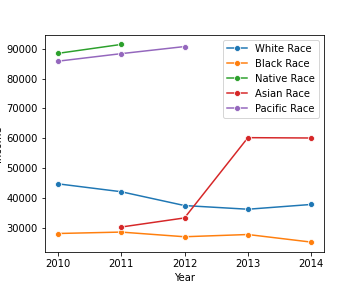 White Race
Black Race
Native Race
Asian Race
Pacific Race
90000
80000
70000
60000
50000
40000
30000
2010 2011 2012 2013 2014
Year